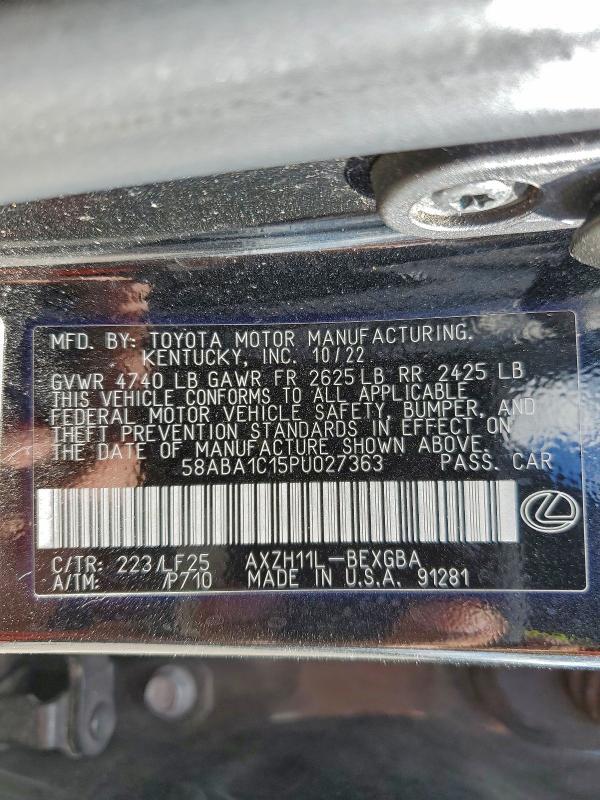 MFD. BY: TOYOTA MOTOR MANUFACTURING.
KENTUCKY, INC. 10/22
GVWR 4740 LB GAWR FR 2625 LB RR 2425 LB
THIS VEHICLE CONFORMS TO ALL APPLICABLE
FEDERAL MOTOR VEHICLE SAFETY, BUMPER, AND
THEFT PREVENTION STANDARDS IN EFFECT ON
THE DATE OF MANUFACTURE SHOWN ABOVE.
58ABA1C15PU027363 PASS. CAR
C/TR: 223/LF25 AXZH11L-BEXGBA
A/TM: /P710 MADE IN U.S.A. 91281